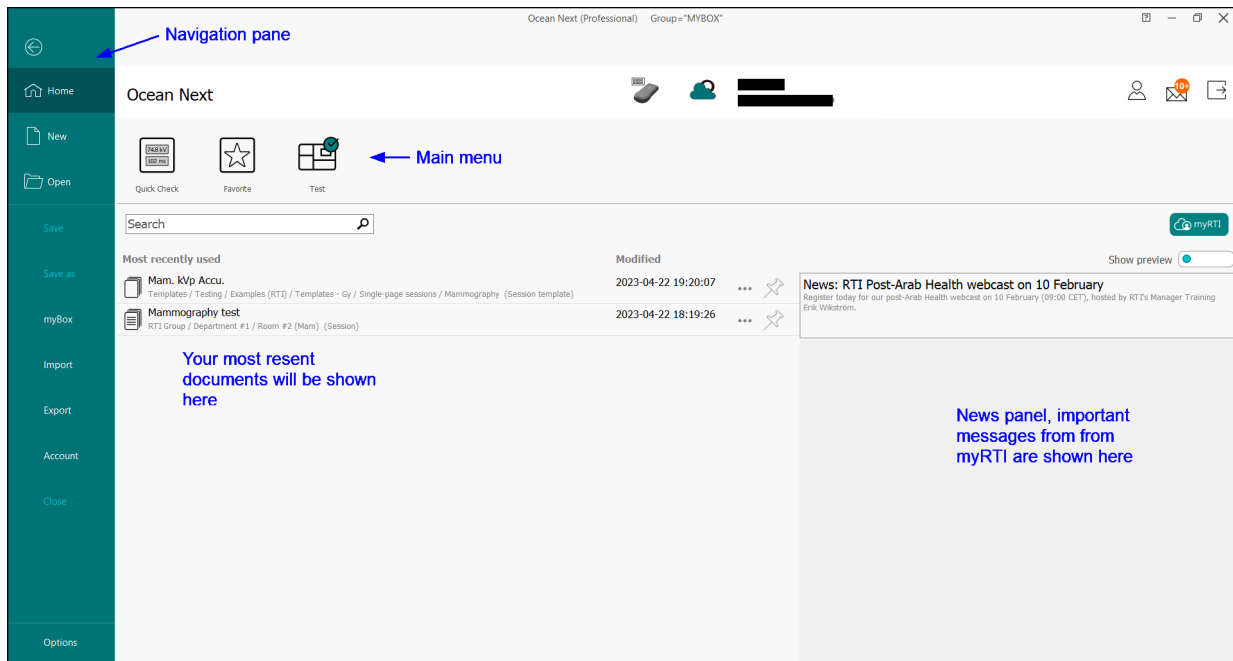 Ocean Next (Professional) Group="MYBOX"
Navigation pane
Home
Ocean Next
10+
New
74.8 kV
102 ms
Main menu
Open
Quick Check
Favorite
Test
Save
Search
myRTI
Most recently used
Modified
Show preview
Save as
Mam. kVp Accu.
2023-04-22 19:20:07
Templates / Testing / Examples (RTI) / Templates - Gy / Single-page sessions / Mammography (Session template)
News: RTI Post-Arab Health webcast on 10 February
Register today for our post-Arab Health webcast on 10 February (09:00 CET), hosted by RTI's Manager Training
Erik Wikström.
myBox
Mammography test
2023-04-22 18:19:26
RTI Group / Department #1 / Room #2 (Mam) (Session)
Import
Your most resent
documents will be shown
here
Export
News panel, important
messages from from
myRTI are shown here
Account
Close
Options